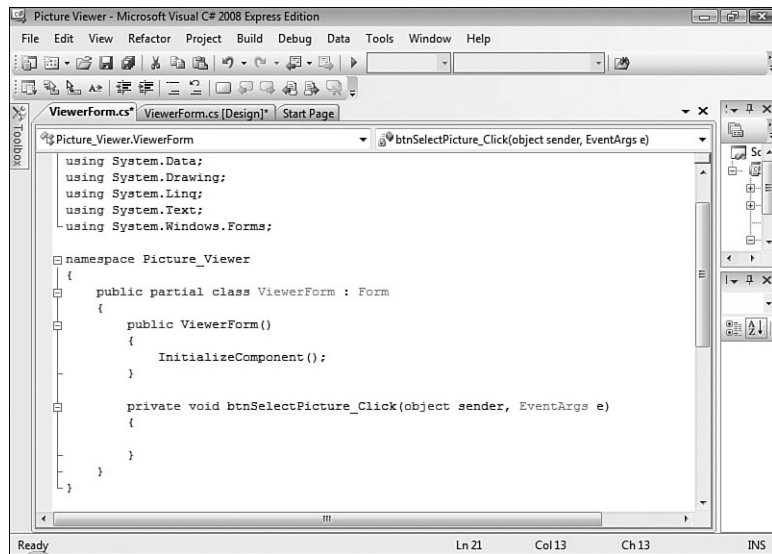 Picture Viewer - Microsoft Visual C# 2008 Express Edition
File Edit View Refactor Project Build Debug Data Tools Window Help
Toolbox
ViewerForm.cs* ViewerForm.cs [Design]* Start Page
Picture_Viewer.ViewerForm btnSelectPicture_Click(object sender, EventArgs e)
Sc
using System.Data;
using System.Drawing;
using System.Linq;
using System.Text;
using System.Windows.Forms;
namespace Picture_Viewer
{
public partial class ViewerForm : Form
{
public ViewerForm()
{
InitializeComponent();
}
private void btnSelectPicture_Click(object sender, EventArgs e)
{
}
}
}
Ready Ln 21 Col 13 Ch 13 INS